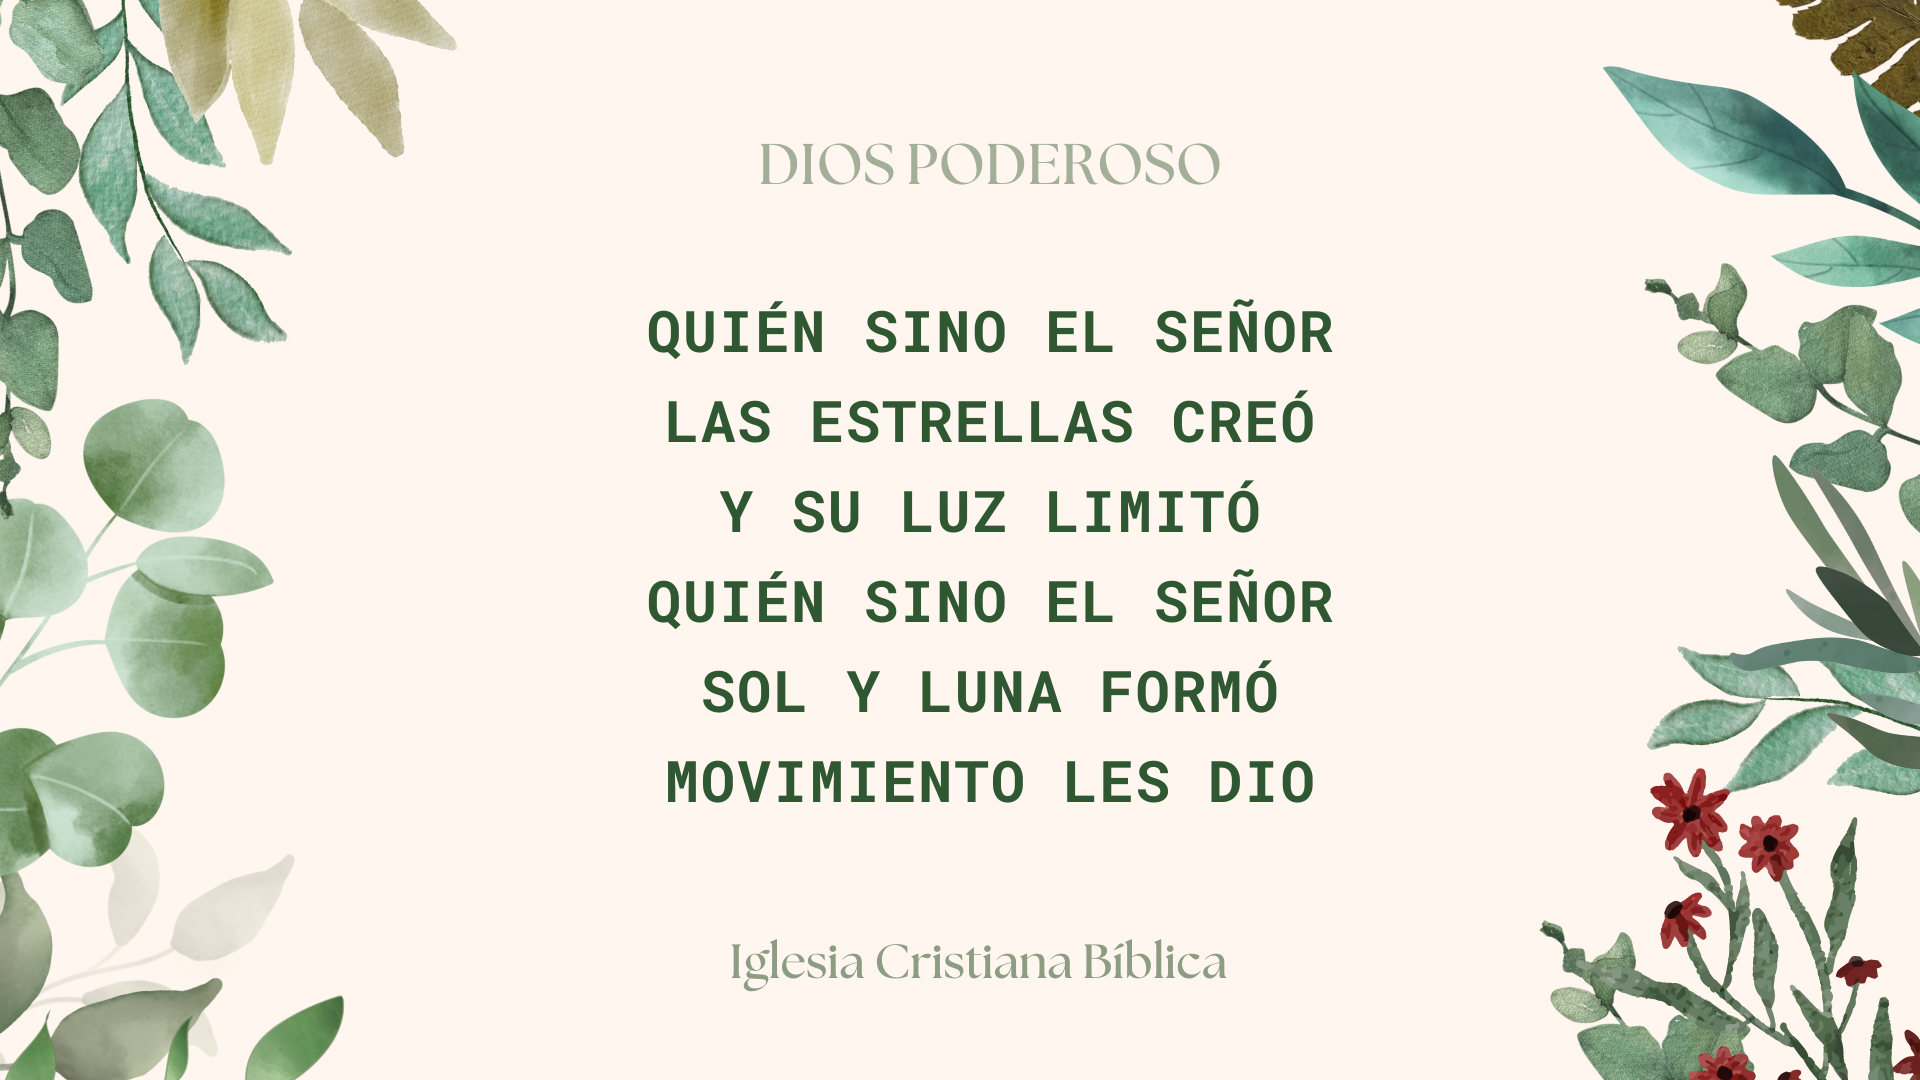 DIOS PODEROSO
QUIÉN SINO EL SEÑOR
LAS ESTRELLAS CREÓ
Y SU LUZ LIMITÓ
QUIÉN SINO EL SEÑOR
SOL Y LUNA FORMÓ
MOVIMIENTO LES DIO
Iglesia Cristiana Bíblica